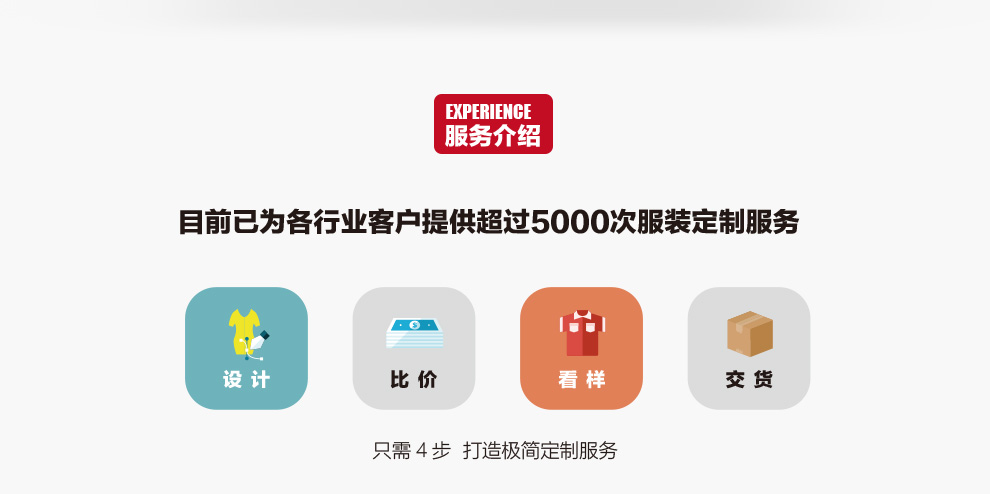 EXPERIENCE
服务介绍
目前已为各行业客户提供超过5000次服装定制服务
设计
比价
看样
交货
只需4步 打造极简定制服务